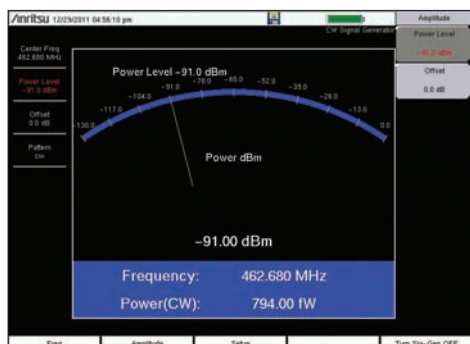 Anritsu 12/29/2011 04:56:10 pm
CW Signal Generator
Center Freq
462.680 MHz
Power Level
-91.0 dBm
Offset
0.0 dB
Pattern
CW
Power Level -91.0 dBm
-130.0 -117.0 -104.0 -91.0 -78.0 -65.0 -52.0 -39.0 -26.0 -13.0 0.0
Power dBm
-91.00 dBm
Frequency: 462.680 MHz
Power(CW): 794.00 fW
Amplitude
Power Level
-91.0 dBm
Offset
0.0 dB
Freq Amplitude Setup Turn Sig-Gen OFF